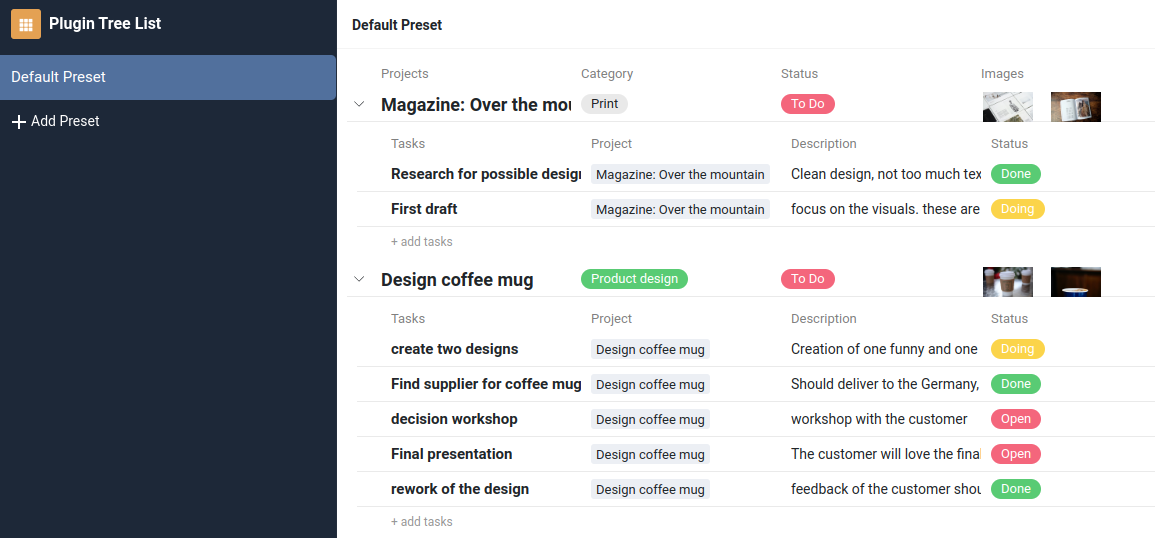 Plugin Tree List
Default Preset
Add Preset
Default Preset
Projects Category Status Images
Magazine: Over the mou Print To Do
Tasks Project Description Status
Research for possible design Magazine: Over the mountain Clean design, not too much tex Done
First draft Magazine: Over the mountain focus on the visuals. these are Doing
+ add tasks
Design coffee mug Product design To Do
Tasks Project Description Status
create two designs Design coffee mug Creation of one funny and one Doing
Find supplier for coffee mug Design coffee mug Should deliver to the Germany, Done
decision workshop Design coffee mug workshop with the customer Open
Final presentation Design coffee mug The customer will love the final Open
rework of the design Design coffee mug feedback of the customer shou Done
+ add tasks